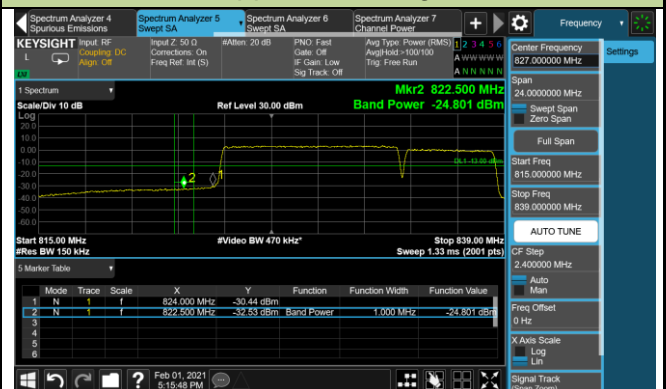 Spectrum Analyzer 4
Spurious Emissions
Spectrum Analyzer 5
Swept SA
Spectrum Analyzer 6
Swept SA
Spectrum Analyzer 7
Channel Power
Frequency
KEYSIGHT
L
Input: RF
Coupling: DC
Align: Off
Input Z: 50 Ω
Corrections: On
Freq Ref: Int (S)
#Atten: 20 dB
PNO: Fast
Gate: Off
IF Gain: Low
Sig Track: Off
Avg Type: Power (RMS)
Avg|Hold:>100/100
Trig: Free Run
1 2 3 4 5 6
A W W W W W
A N N N N N
LXI
1 Spectrum
Scale/Div 10 dB
Ref Level 30.00 dBm
Mkr2 822.500 MHz
Band Power -24.801 dBm
Log
20.0
10.0
0.00
-10.0
-20.0
-30.0
-40.0
-50.0
-60.0
DL1 -13.00 dBm
2
1
Start 815.00 MHz
#Res BW 150 kHz
#Video BW 470 kHz*
Stop 839.00 MHz
Sweep 1.33 ms (2001 pts)
5 Marker Table
Mode Trace Scale X Y Function Function Width Function Value
1 N 1 f 824.000 MHz -30.44 dBm
2 N 1 f 822.500 MHz -32.53 dBm Band Power 1.000 MHz -24.801 dBm
3
4
5
6
Feb 01, 2021
5:15:48 PM
Center Frequency
827.000000 MHz
Settings
Span
24.0000000 MHz
Swept Span
Zero Span
Full Span
Start Freq
815.000000 MHz
Stop Freq
839.000000 MHz
AUTO TUNE
CF Step
2.400000 MHz
Auto
Man
Freq Offset
0 Hz
X Axis Scale
Log
Lin
Signal Track
(Span Zoom)